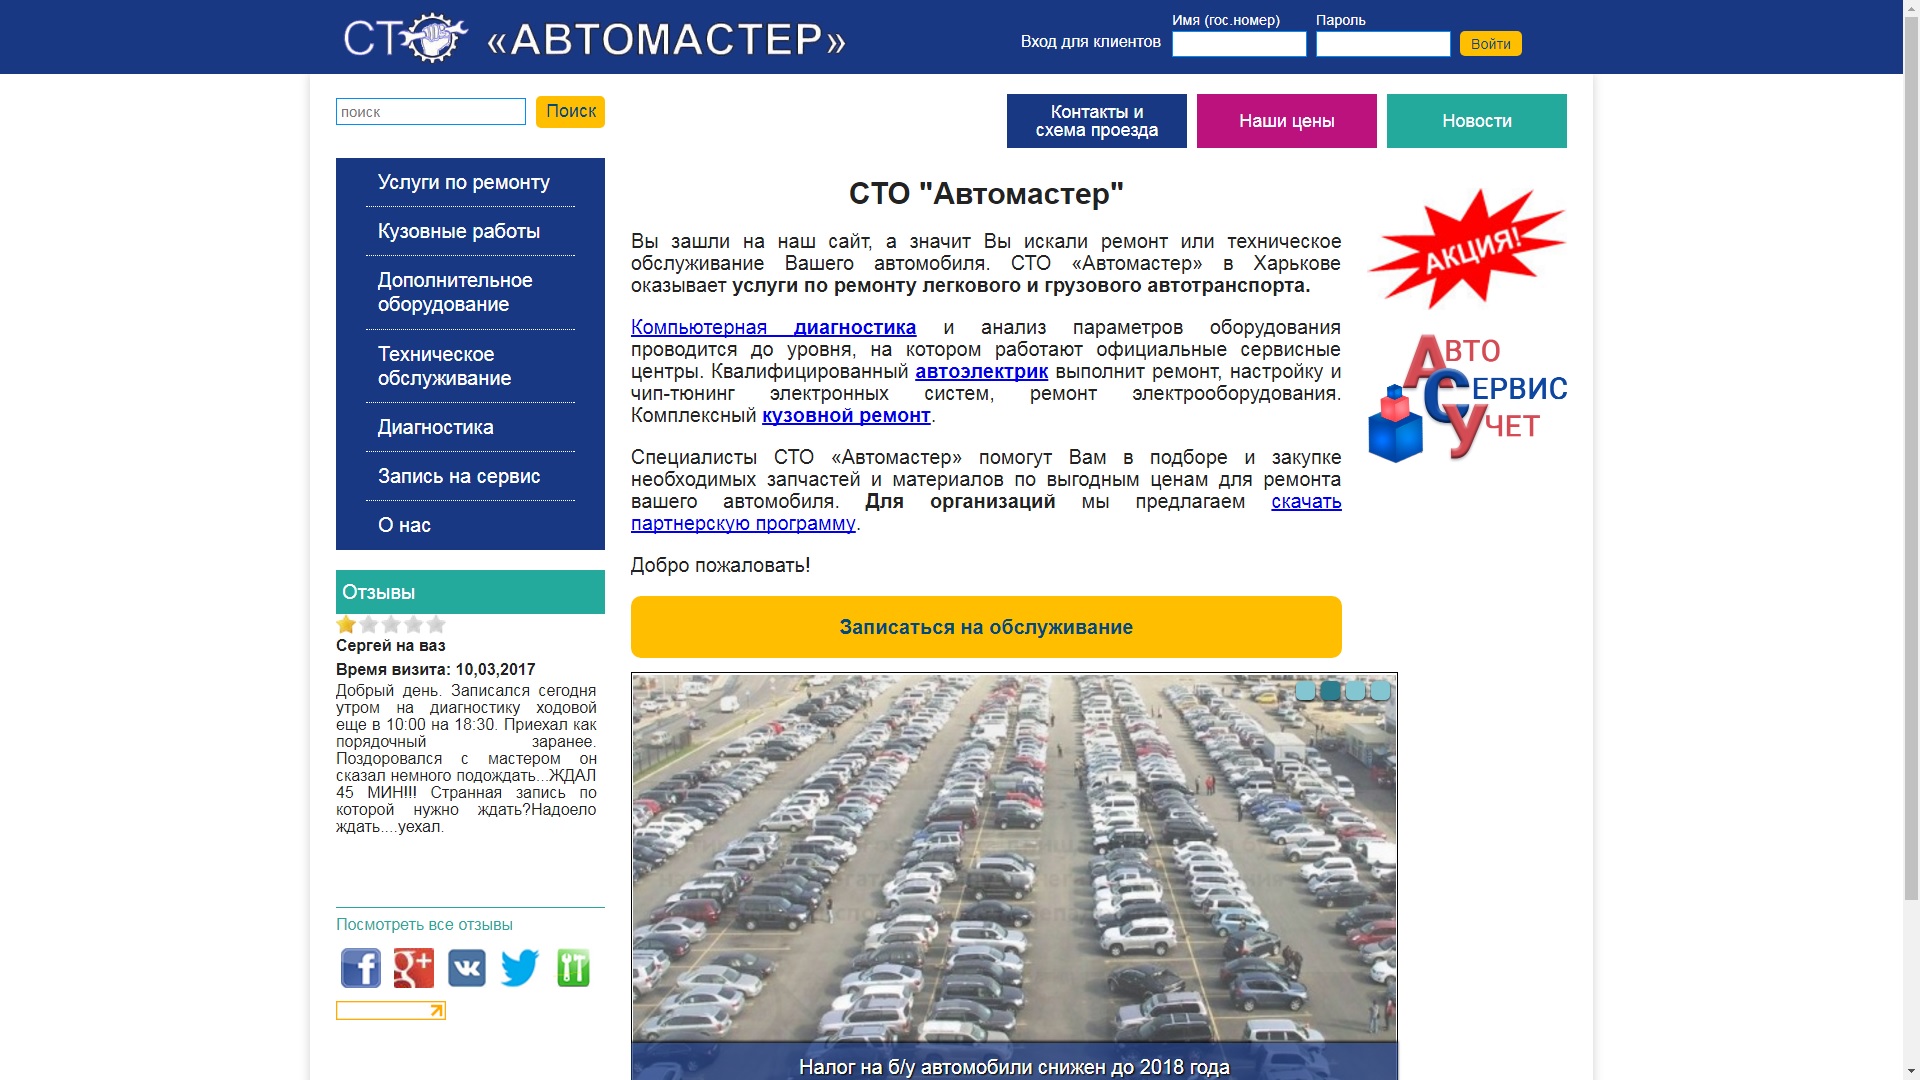 СТО «АВТОМАСТЕР»
Вход для клиентов
Имя (гос.номер)
Пароль
Войти
поиск
Поиск
Контакты и
схема проезда
Наши цены
Новости
Услуги по ремонту
Кузовные работы
Дополнительное
оборудование
Техническое
обслуживание
Диагностика
Запись на сервис
О нас
Отзывы
Сергей на ваз
Время визита: 10,03,2017
Добрый день. Записался сегодня
утром на диагностику ходовой
еще в 10:00 на 18:30. Приехал как
порядочный заранее.
Поздоровался с мастером он
сказал немного подождать...ЖДАЛ
45 МИН!!! Странная запись по
которой нужно ждать?Надоело
ждать....уехал.
Посмотреть все отзывы
СТО "Автомастер"
Вы зашли на наш сайт, а значит Вы искали ремонт или техническое
обслуживание Вашего автомобиля. СТО «Автомастер» в Харькове
оказывает услуги по ремонту легкового и грузового автотранспорта.
Компьютерная диагностика и анализ параметров оборудования
проводится до уровня, на котором работают официальные сервисные
центры. Квалифицированный автоэлектрик выполнит ремонт, настройку и
чип-тюнинг электронных систем, ремонт электрооборудования.
Комплексный кузовной ремонт.
Специалисты СТО «Автомастер» помогут Вам в подборе и закупке
необходимых запчастей и материалов по выгодным ценам для ремонта
вашего автомобиля. Для организаций мы предлагаем скачать
партнерскую программу.
Добро пожаловать!
Записаться на обслуживание
Налог на б/у автомобили снижен до 2018 года
АКЦИЯ!
АВТО
СЕРВИС
УЧЕТ